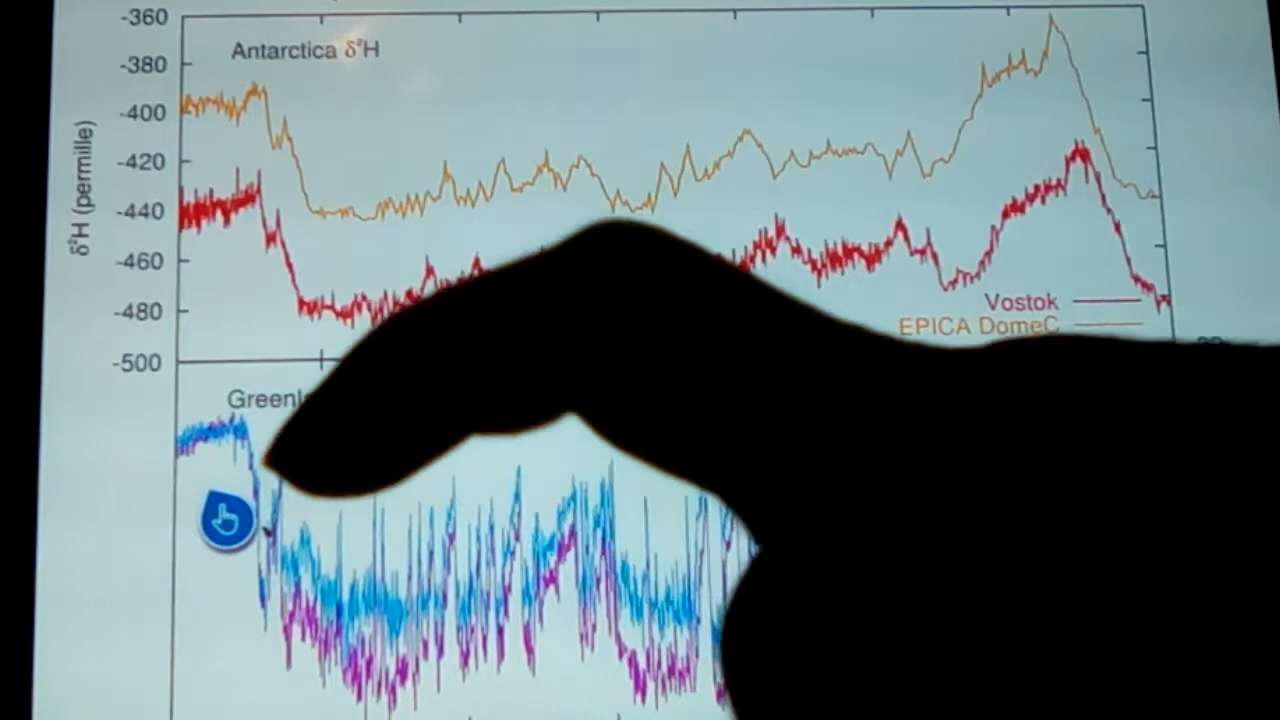 -360
Antarctica δ²H
-380
-400
δ²H (permille)
-420
-440
-460
-480
Vostok
EPICA DomeC
-500